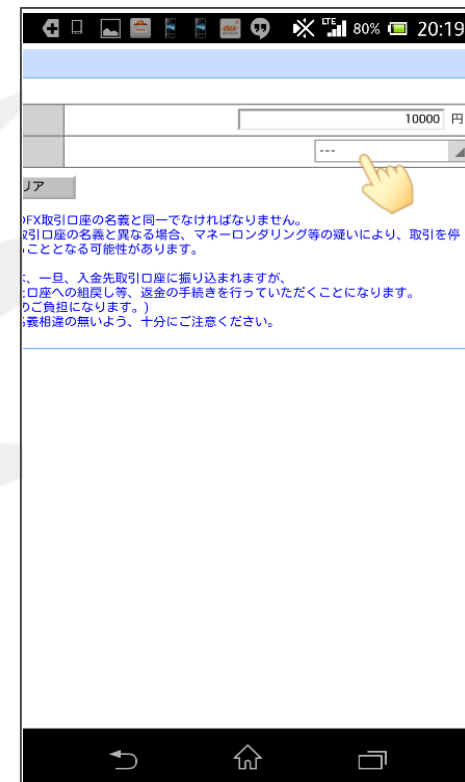 au
LTE
80%
20:19
10000 円
---
リア
FX取引口座の名義と同一でなければなりません。
取引口座の名義と異なる場合、マネーロンダリング等の疑いにより、取引を停
ることとなる可能性があります。
、一旦、入金先取引口座に振り込まれますが、
口座への組戻し等、返金の手続きを行っていただくことになります。
のご負担になります。)
名義相違の無いよう、十分にご注意ください。